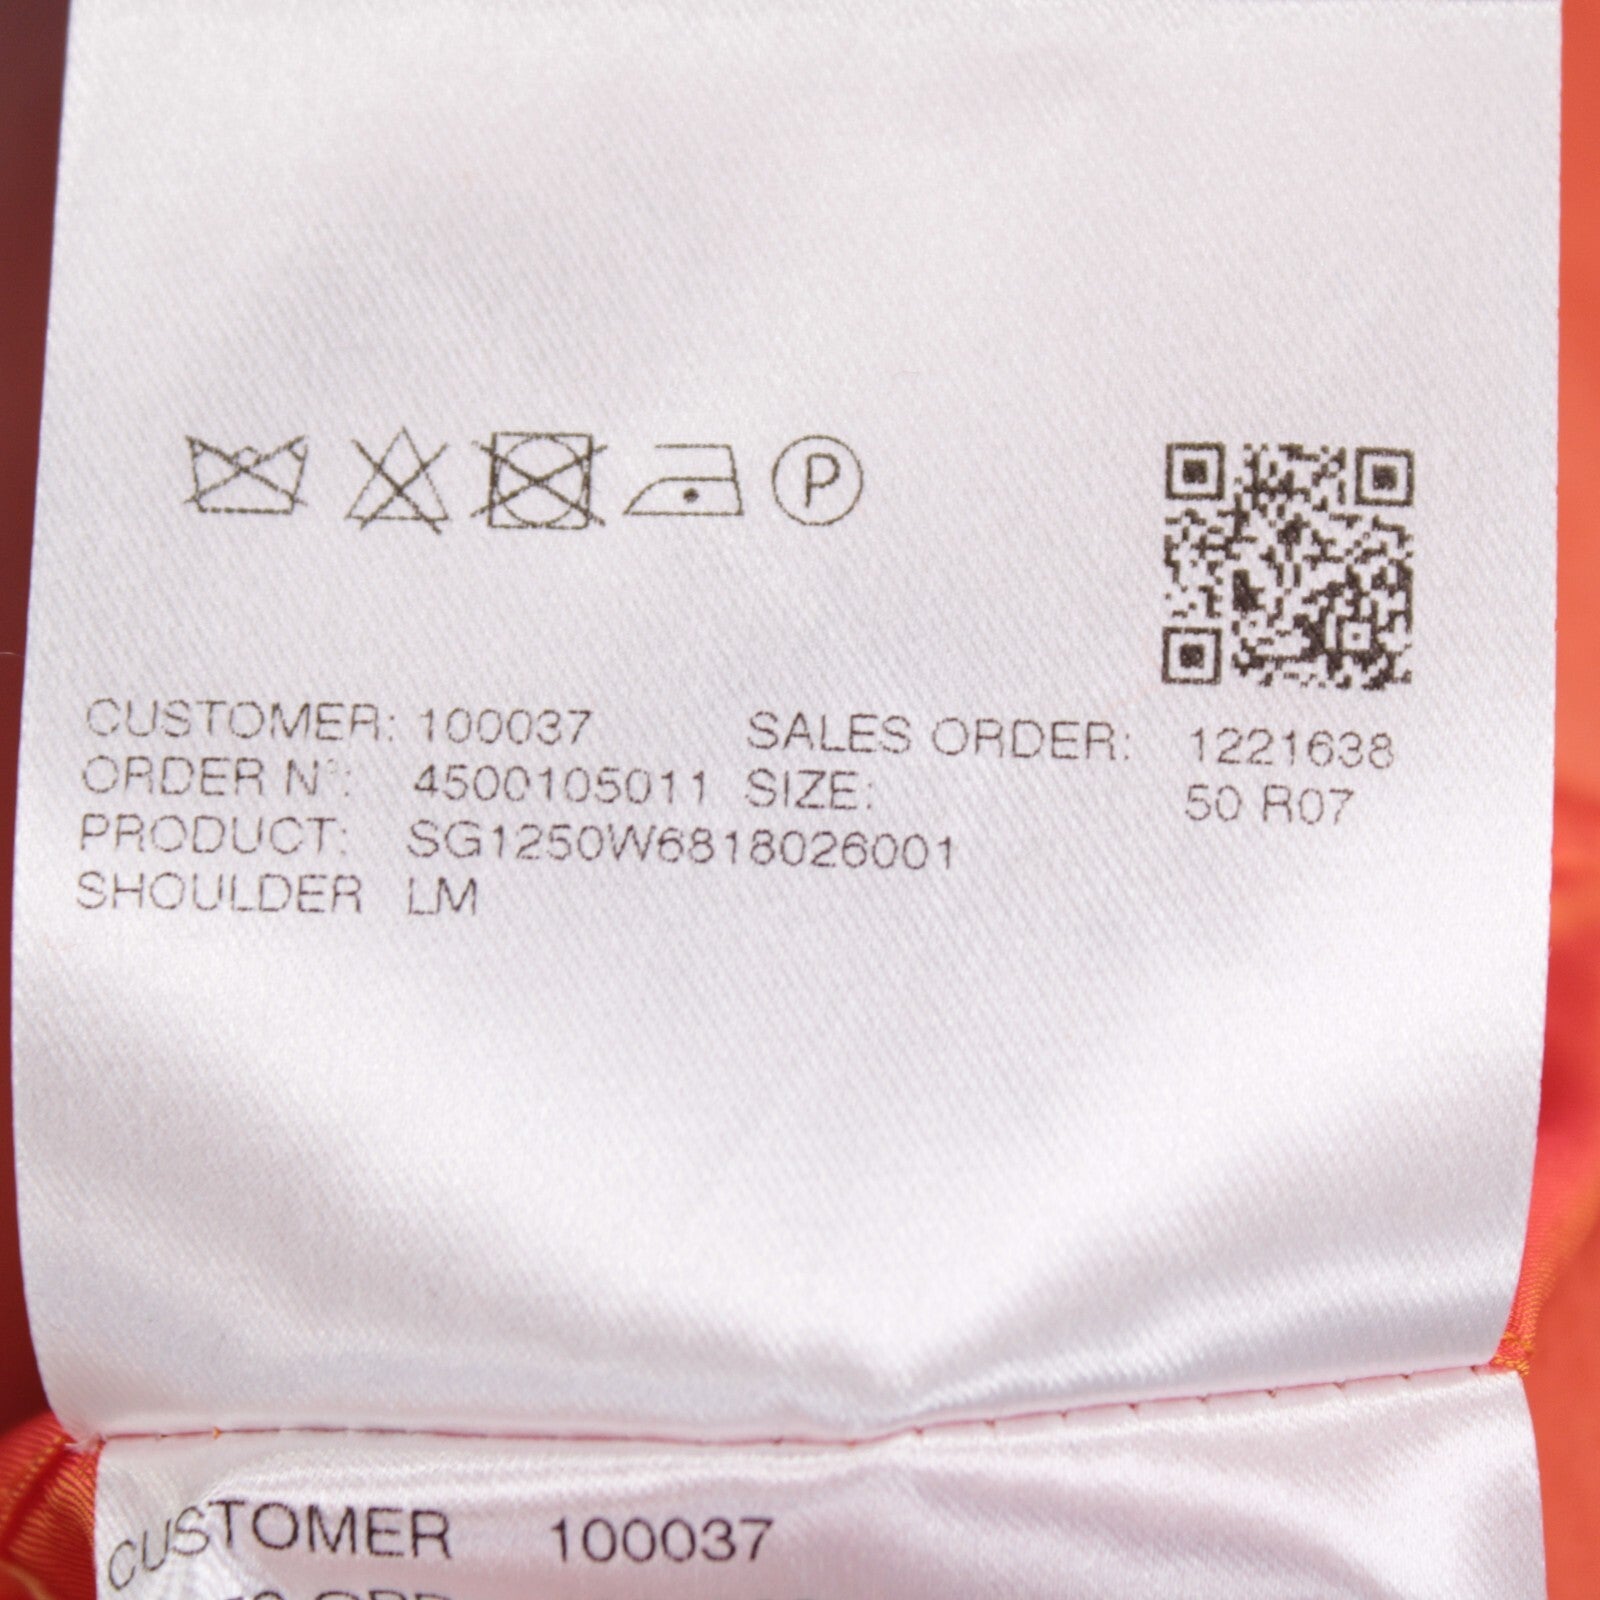 P
CUSTOMER: 100037 SALES ORDER: 1221638
ORDER N°: 4500105011 SIZE: 50 R07
PRODUCT: SG1250W6818026001
SHOULDER LM
CUSTOMER 100037